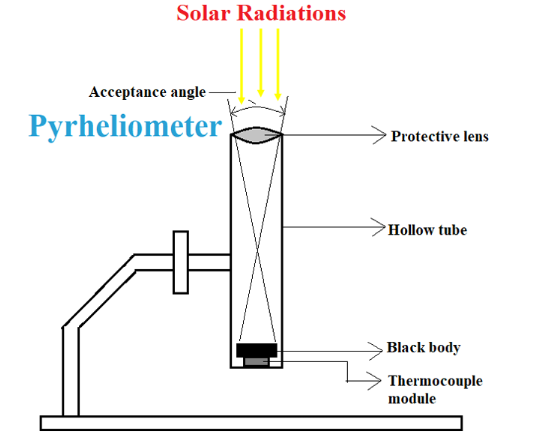 Solar Radiations
Acceptance angle
Pyrheliometer
Protective lens
Hollow tube
Black body
Thermocouple
module